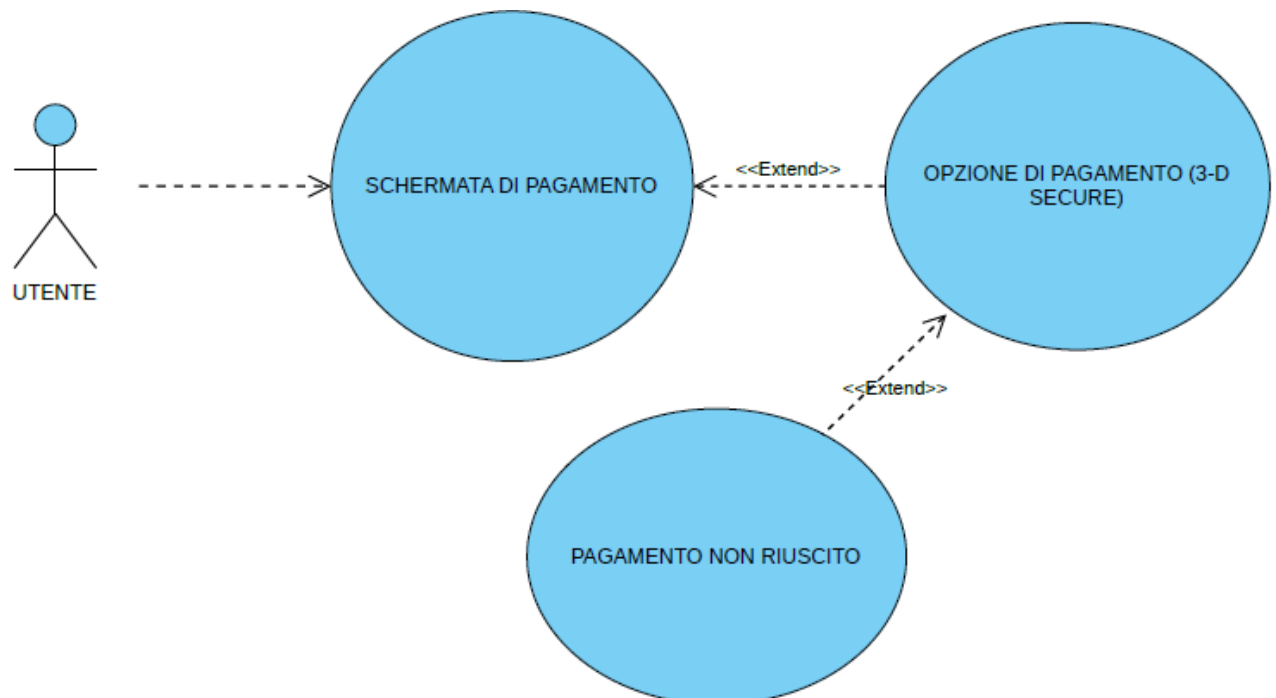 SCHERMATA DI PAGAMENTO
<<Extend>>
OPZIONE DI PAGAMENTO (3-D
SECURE)
UTENTE
<<Extend>>
PAGAMENTO NON RIUSCITO